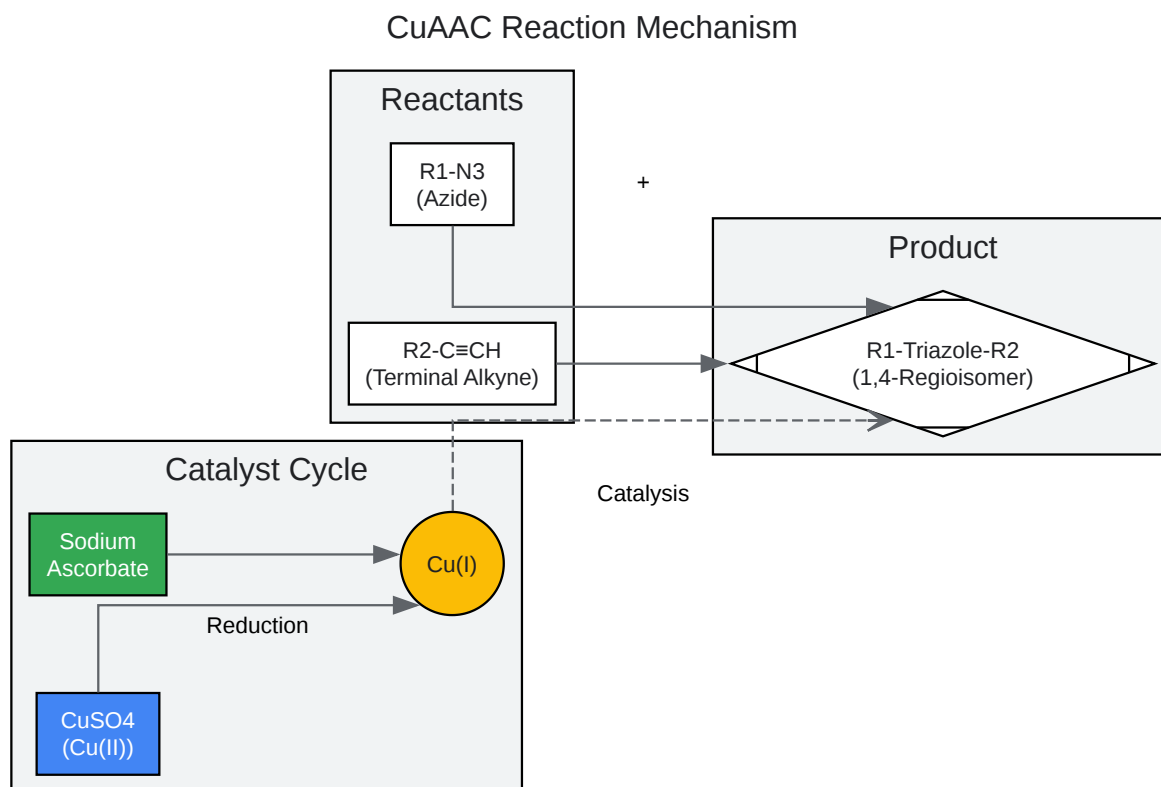 CuAAC Reaction Mechanism
Reactants
R1-N3
(Azide)
+
Product
R2-C≡CH
(Terminal Alkyne)
R1-Triazole-R2
(1,4-Regioisomer)
Catalyst Cycle
Catalysis
Sodium
Ascorbate
Cu(I)
Reduction
CuSO4
(Cu(II))